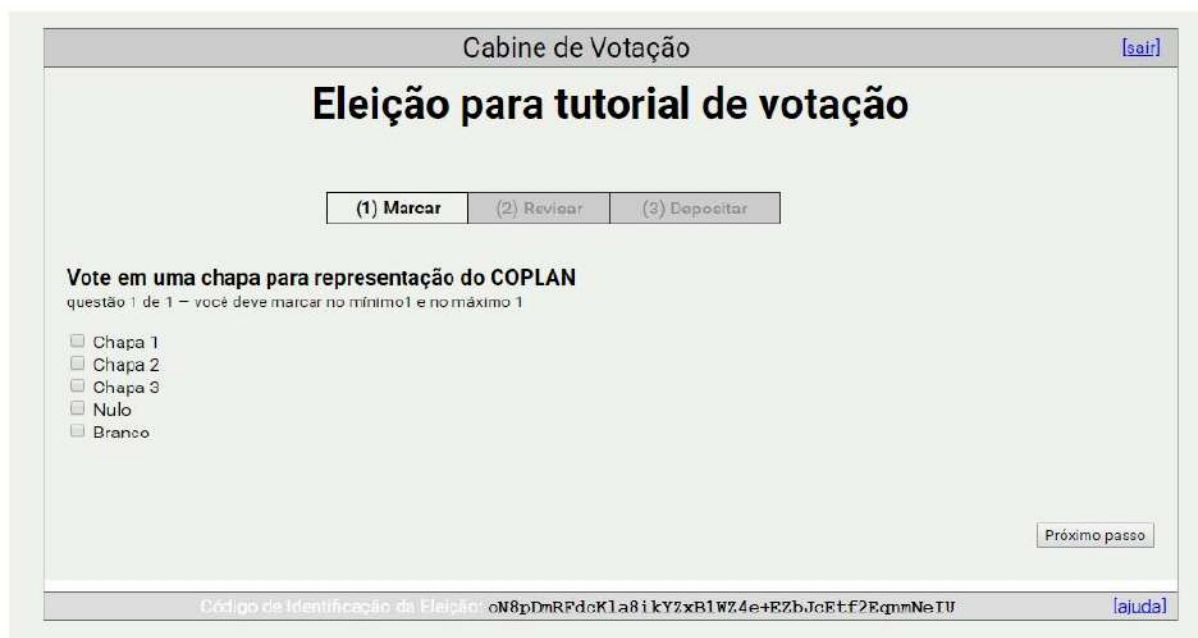 Cabine de Votação [sair]
Eleição para tutorial de votação
(1) Marcar (2) Revisar (3) Depositar
Vote em uma chapa para representação do COPLAN
questão 1 de 1 – você deve marcar no mínimo1 e no máximo 1
Chapa 1
Chapa 2
Chapa 3
Nulo
Branco
Próximo passo
Código de Identificação da Eleição: [ajuda]